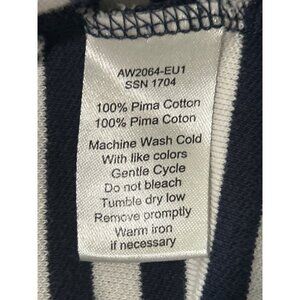 AW2064-EU1
SSN 1704
100% Pima Cotton
100% Pima Coton
Machine Wash Cold
With like colors
Gentle Cycle
Do not bleach
Tumble dry low
Remove promptly
Warm iron
if necessary